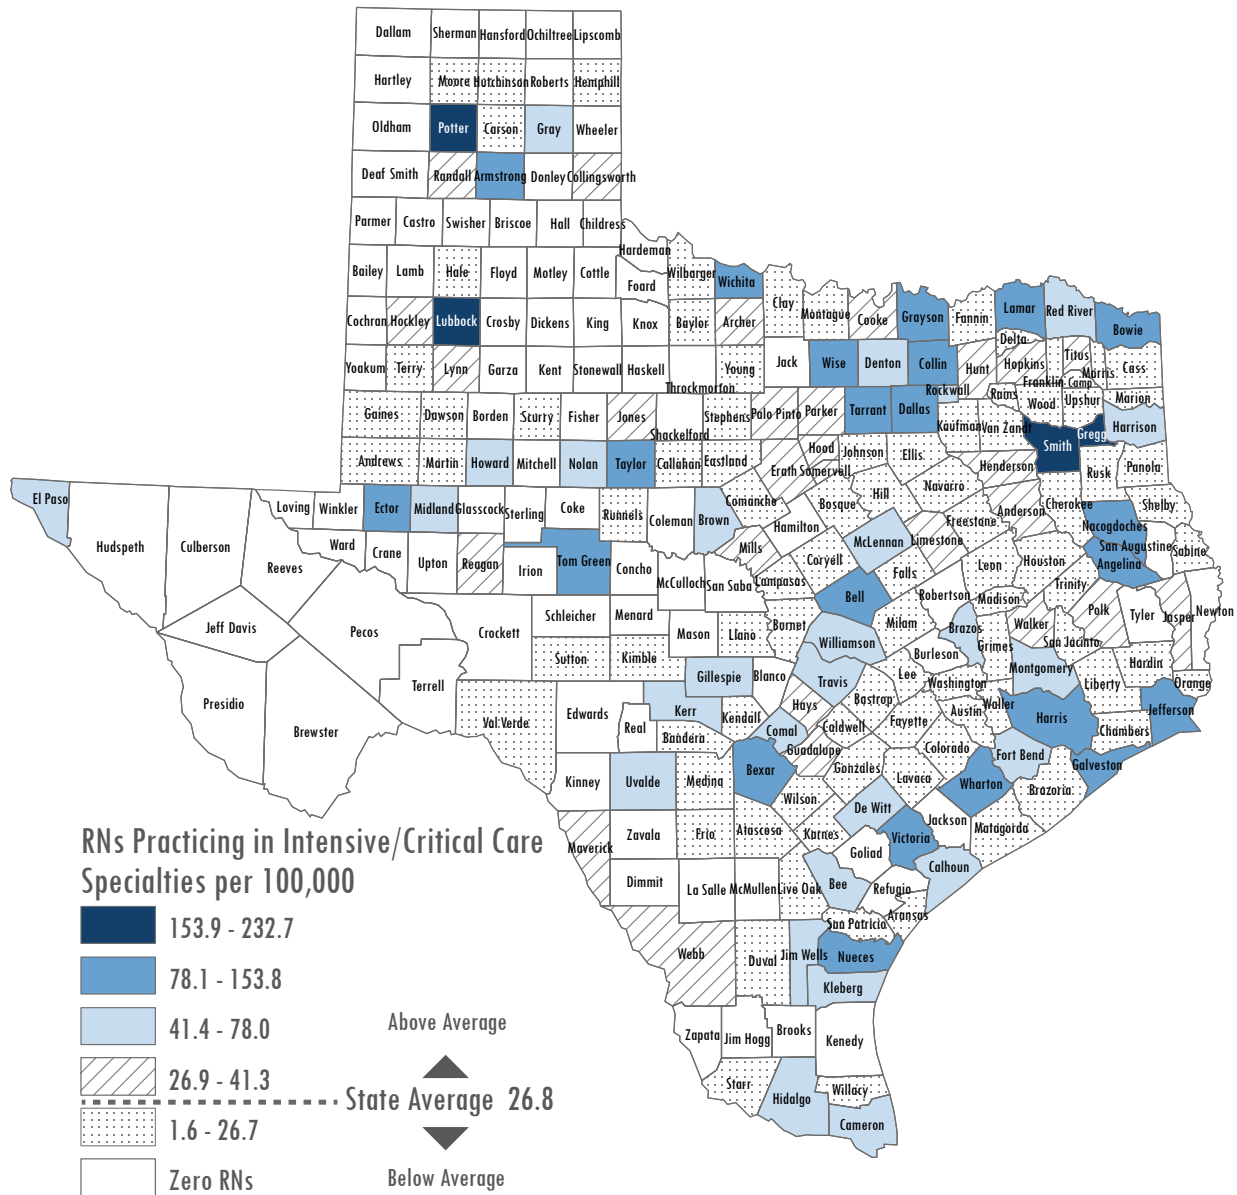 Dallam Sherman Hansford Ochiltree Lipscomb
Hartley Moore Hutchinson Roberts Hemphill
Oldham Potter Carson Gray Wheeler
Deaf Smith Randall Armstrong Donley Collingsworth
Parmer Castro Swisher Briscoe Hall Childress
Hardeman
Bailey Lamb Hale Floyd Motley Cottle Foard Wilbarger Wichita
Clay Montague Cooke Grayson Fannin Lamar Red River Bowie
Cochran Hockley Lubbock Crosby Dickens King Knox Baylor Archer
Delta Titus Morris Cass
Yoakum Terry Lynn Garza Kent Stonewall Haskell Throckmorton Young Jack Wise Denton Collin Hunt Hopkins Franklin Camp
Rockwall Rains Wood Upshur Marion
Gaines Dawson Borden Scurry Fisher Jones Shackelford Stephens Palo Pinto Parker Tarrant Dallas Kaufman Van Zandt Smith Gregg Harrison
Andrews Martin Howard Mitchell Nolan Taylor Callahan Eastland Erath Hood Somervell Johnson Ellis Henderson Rusk Panola
El Paso Hudspeth Culberson Reeves Loving Winkler Ector Midland Glasscock Sterling Coke Runnels Coleman Brown Comanche Bosque Hill Navarro Anderson Cherokee Shelby
Ward Crane Upton Reagan Irion Tom Green Concho McCulloch San Saba Mills Hamilton McLennan Limestone Freestone Nacogdoches San Augustine Sabine
Jeff Davis Pecos Crockett Schleicher Menard Mason Llano Lampasas Coryell Bell Falls Robertson Leon Houston Angelina
Presidio Brewster Terrell Sutton Kimble Burnet Williamson Milam Brazos Madison Trinity Polk Tyler Jasper Newton
Gillespie Blanco Travis Lee Burleson Grimes Walker San Jacinto Hardin
Val Verde Edwards Real Kerr Kendall Hays Bastrop Washington Montgomery Liberty Orange
Bandera Comal Caldwell Fayette Austin Waller Harris Chambers Jefferson
Kinney Uvalde Medina Bexar Guadalupe Gonzales Lavaca Colorado Fort Bend Galveston
Wilson De Witt Wharton Brazoria
Maverick Zavala Frio Atascosa Karnes Victoria Jackson Matagorda
Dimmit La Salle McMullen Live Oak Bee Goliad Refugio Calhoun
Aransas
San Patricio
Webb Duval Jim Wells Nueces
Kleberg
Zapata Jim Hogg Brooks Kenedy
Starr Hidalgo Willacy
Cameron
RNs Practicing in Intensive/Critical Care
Specialties per 100,000
153.9 - 232.7
78.1 - 153.8
41.4 - 78.0
Above Average
26.9 - 41.3
State Average 26.8
1.6 - 26.7
Zero RNs
Below Average